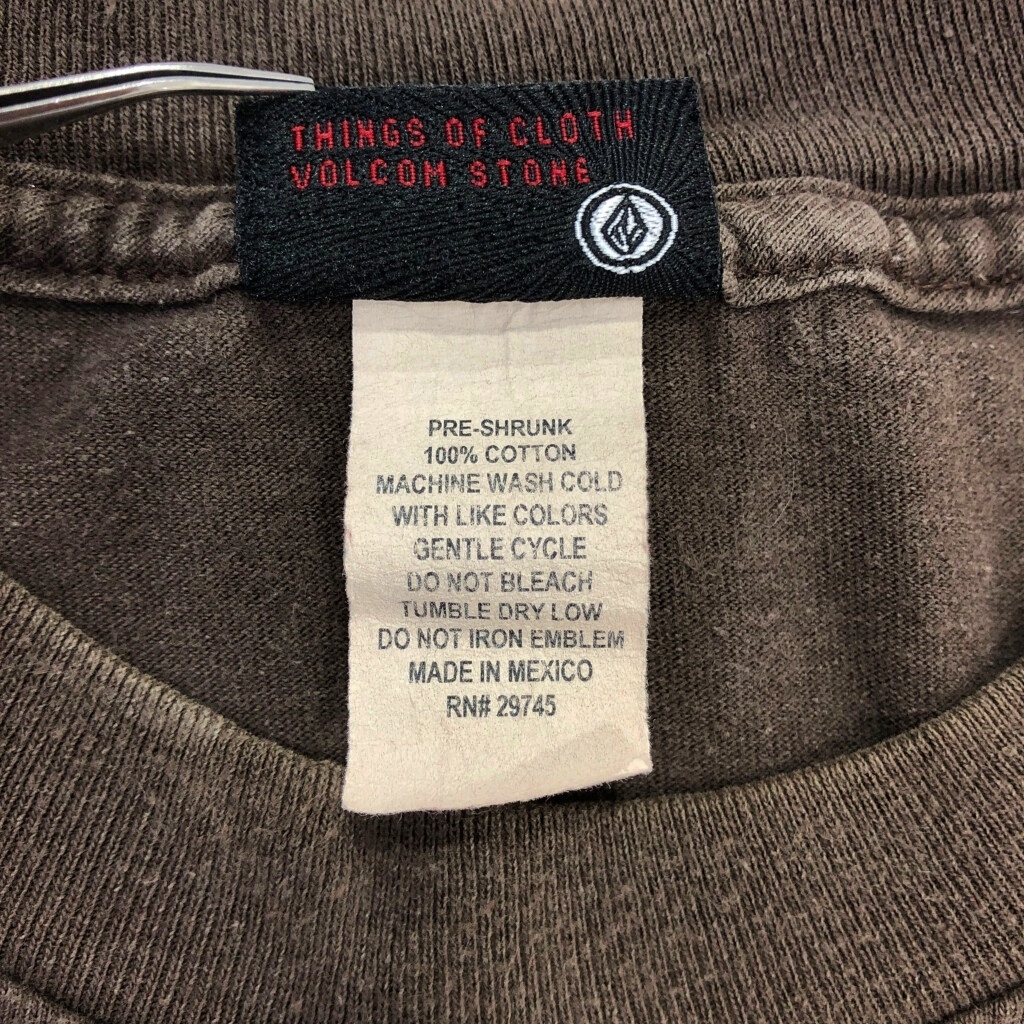 THINGS OF CLOTH
VOLCOM STONE
PRE-SHRUNK
100% COTTON
MACHINE WASH COLD
WITH LIKE COLORS
GENTLE CYCLE
DO NOT BLEACH
TUMBLE DRY LOW
DO NOT IRON EMBLEM
MADE IN MEXICO
RN# 29745